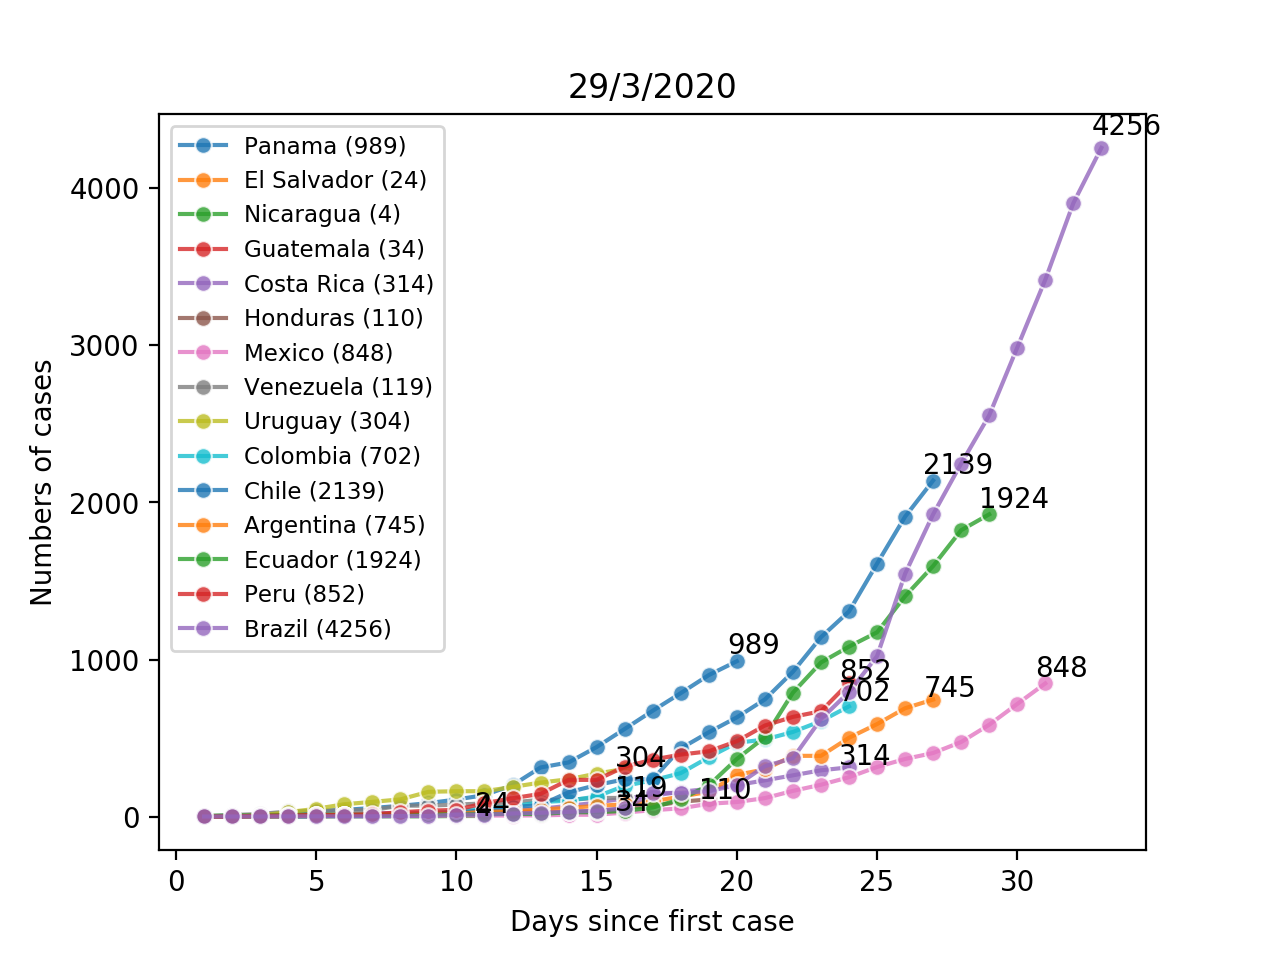 29/3/2020
4256
4000
3000
2000
1000
0
Numbers of cases
Panama (989)
El Salvador (24)
Nicaragua (4)
Guatemala (34)
Costa Rica (314)
Honduras (110)
Mexico (848)
Venezuela (119)
Uruguay (304)
Colombia (702)
Chile (2139)
Argentina (745)
Ecuador (1924)
Peru (852)
Brazil (4256)
2139
1924
989
852
848
702
745
304
314
119
110
34
24
4
0 5 10 15 20 25 30
Days since first case